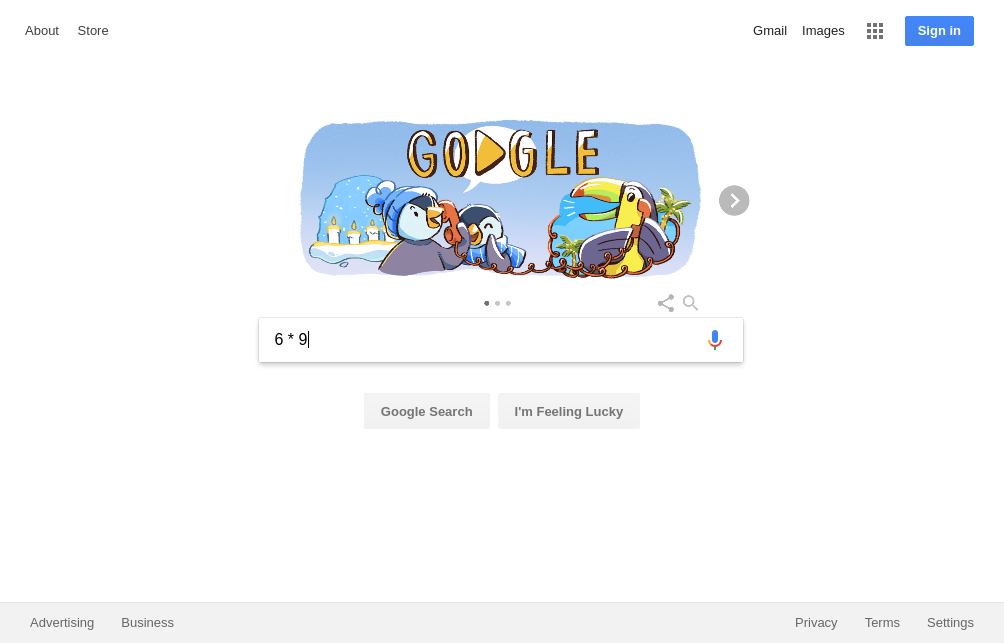 About Store Gmail Images Sign in
GOOGLE
6 * 9
Google Search I'm Feeling Lucky
Advertising Business Privacy Terms Settings